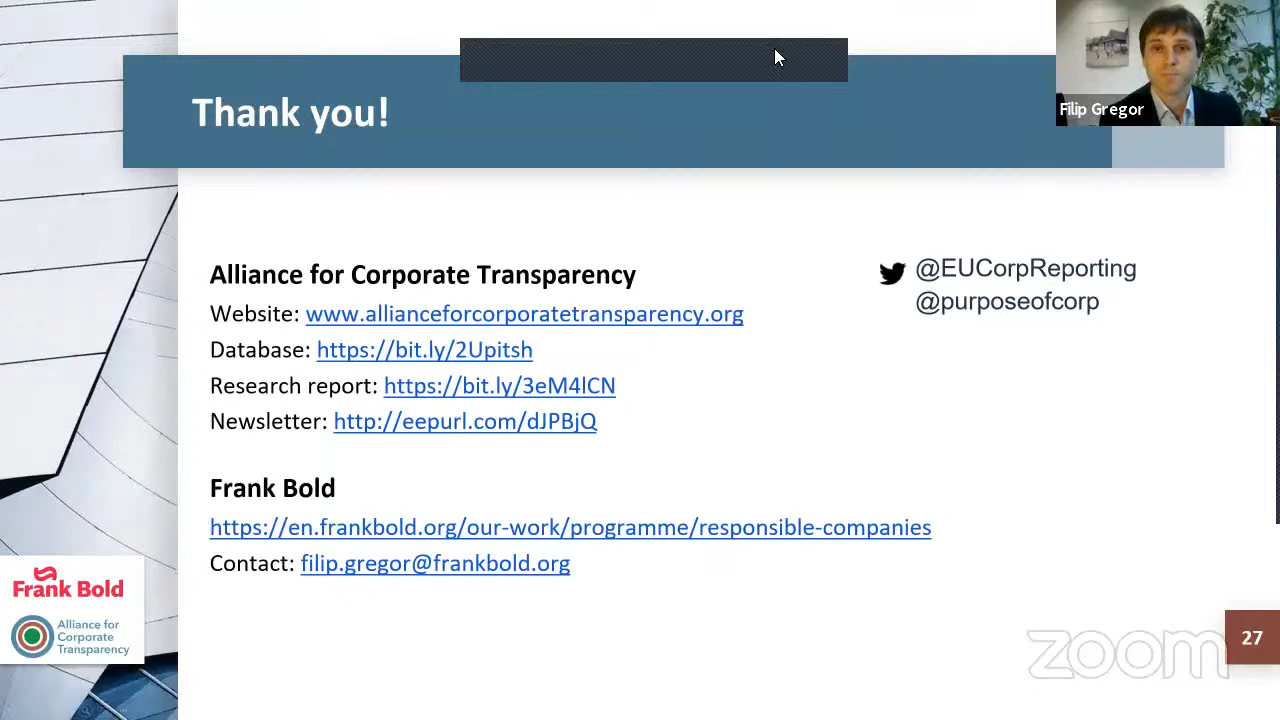 Thank you!
Filip Gregor
Alliance for Corporate Transparency
Website: www.allianceforcorporatetransparency.org
Database: https://bit.ly/2Upitsh
Research report: https://bit.ly/3eM4lCN
Newsletter: http://eepurl.com/dJPBjQ
@EUCorpReporting
@purposeofcorp
Frank Bold
https://en.frankbold.org/our-work/programme/responsible-companies
Contact: filip.gregor@frankbold.org
Frank Bold
Alliance for
Corporate
Transparency
zoom
27